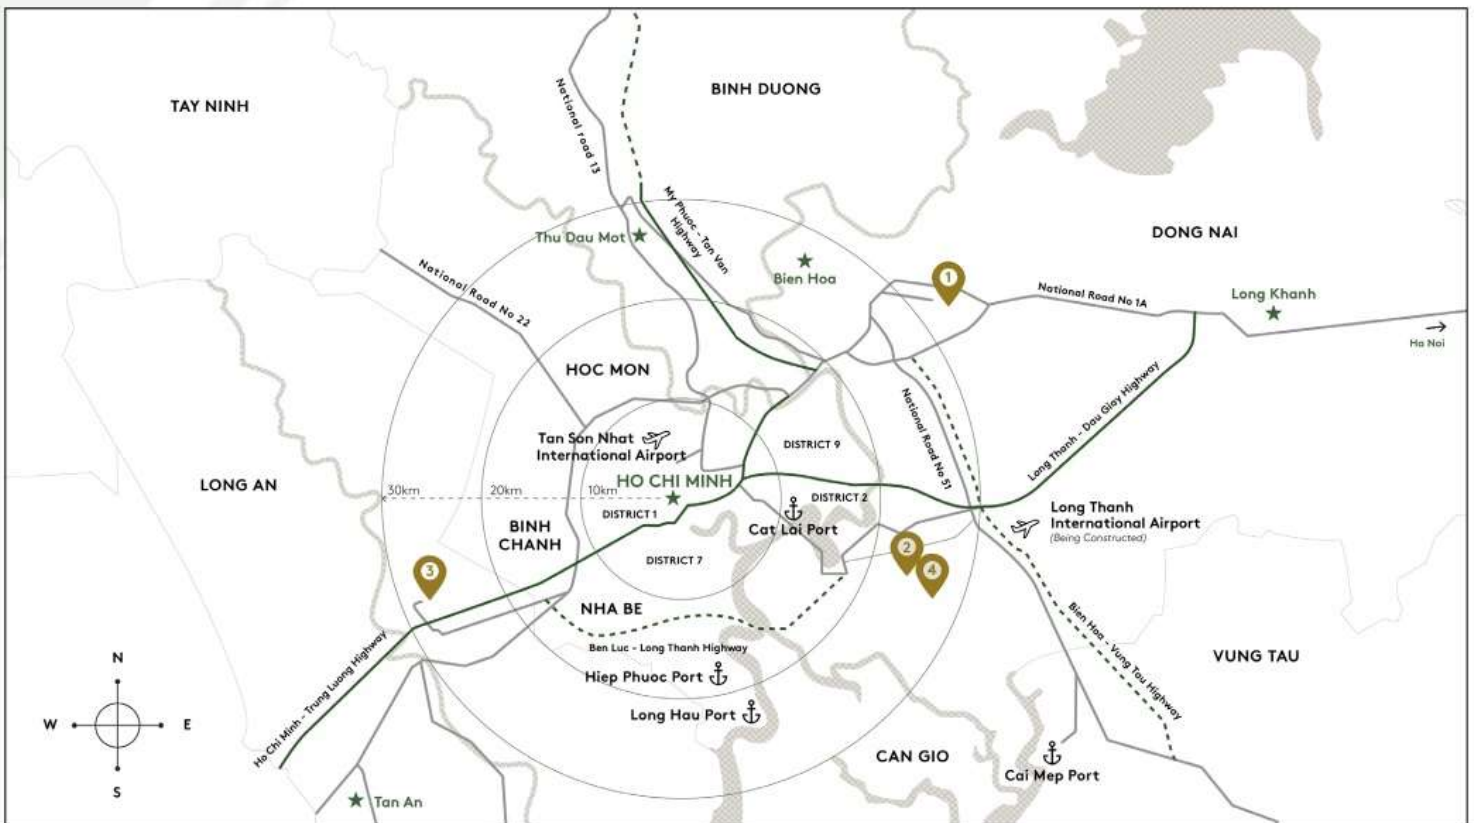 BINH DUONG
TAY NINH
National road 13
My Phuoc - Tan Van
Highway
DONG NAI
Thu Dau Mot
Bien Hoa
1
National Road No 22
National Road No 1A
Long Khanh
Ha Noi
HOC MON
Long Thanh - Dau Giay Highway
National Road No 51
Tan Son Nhat
International Airport
DISTRICT 9
HO CHI MINH
LONG AN
30km
20km
10km
DISTRICT 2
DISTRICT 1
Cat Lai Port
Long Thanh
International Airport
(Being Constructed)
BINH
CHANH
DISTRICT 7
2
4
3
NHA BE
Ben Luc - Long Thanh Highway
Bien Hoa - Vung Tau Highway
VUNG TAU
Hiep Phuoc Port
Long Hau Port
Ho Chi Minh - Trung Luong Highway
N
W
E
S
CAN GIO
Cai Mep Port
Tan An